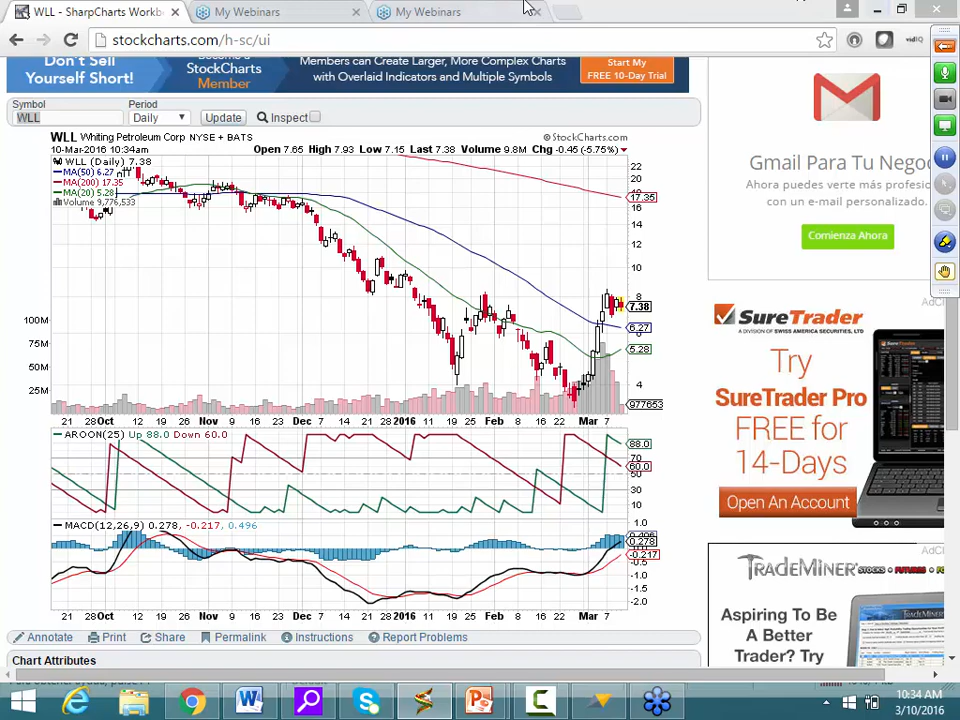 WLL - SharpCharts Workb
My Webinars
My Webinars
stockcharts.com/h-sc/ui
vidIQ
Don't Sell
Yourself Short!
Become a
StockCharts
Member
Members can Create Larger, More Complex Charts
with Overlaid Indicators and Multiple Symbols
Start My
FREE 10-Day Trial
Symbol
Period
WLL
Daily
Update
Inspect
WLL Whiting Petroleum Corp NYSE + BATS
© StockCharts.com
10-Mar-2016 10:34am
Open 7.65 High 7.93 Low 7.15 Last 7.38 Volume 9.8M Chg -0.45 (-5.75%)
WLL (Daily) 7.38
MA(50) 6.27
MA(200) 17.35
MA(20) 5.28
Volume 9,776,533
22
20
17.35
16
14
12
10
8
7.38
6.27
5.28
4
977653
100M
75M
50M
25M
21 28 Oct 12 19 26 Nov 9 16 23 Dec 7 14 21 28 2016 11 19 25 Feb 8 16 22 Mar 7
AROON(25) Up 88.0 Down 60.0
88.0
70
60.0
50
30
10
MACD(12,26,9) 0.278, -0.217, 0.496
1.0
0.278
-0.217
-0.5
-1.0
-1.5
-2.0
21 28 Oct 12 19 26 Nov 9 16 23 Dec 7 14 21 28 2016 11 19 25 Feb 8 16 22 Mar 7
Annotate
Print
Share
Permalink
Instructions
Report Problems
Chart Attributes
Gmail Para Tu Nego
Ahora puedes verte más profesio
con un e-mail personalizado.
Comienza Ahora
AdC
SureTrader
A DIVISION OF SWISS AMERICA SECURITIES, LTD.
Try
SureTrader Pro
FREE for
14-Days
Open An Account
AdCl
TRADEMINER
STOCKS • FUTURES • FO
Aspiring To Be
A Better
Trader? Try
10:34 AM
3/10/2016